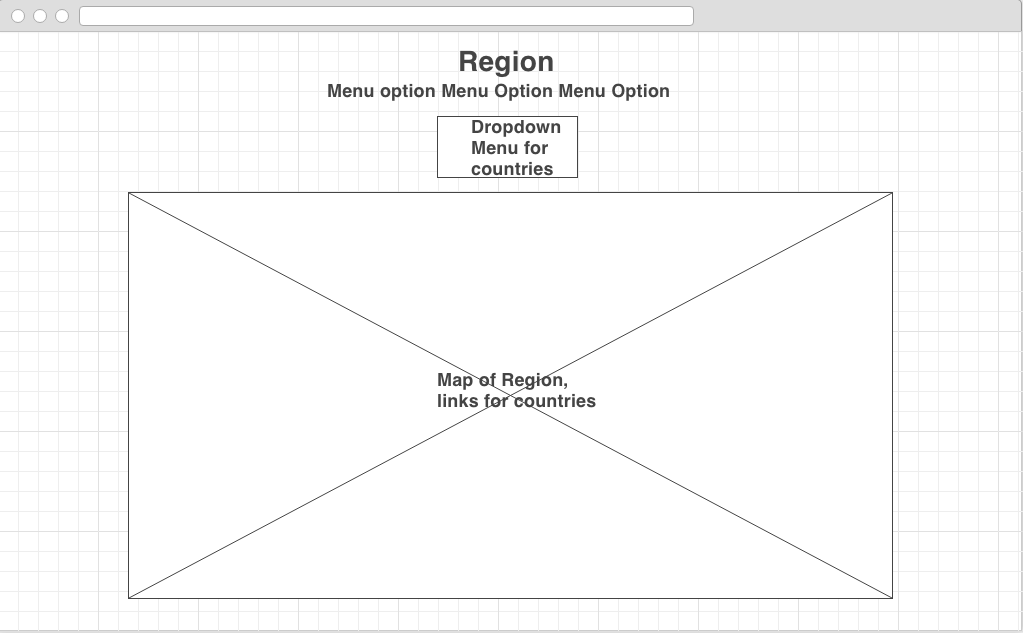 Region
Menu option Menu Option Menu Option
Dropdown
Menu for
countries
Map of Region,
links for countries